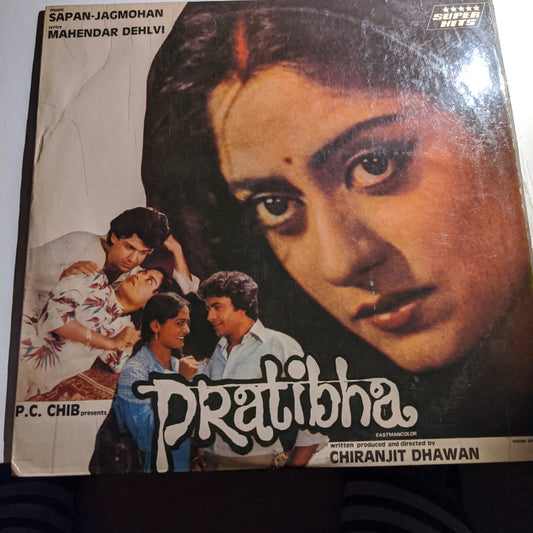 music
SAPAN-JAGMOHAN
lyrics
MAHENDAR DEHLVI
SUPER
HITS
P.C. CHIB presents
PRatibha
EASTMANCOLOR
written produced and directed by
CHIRANJIT DHAWAN